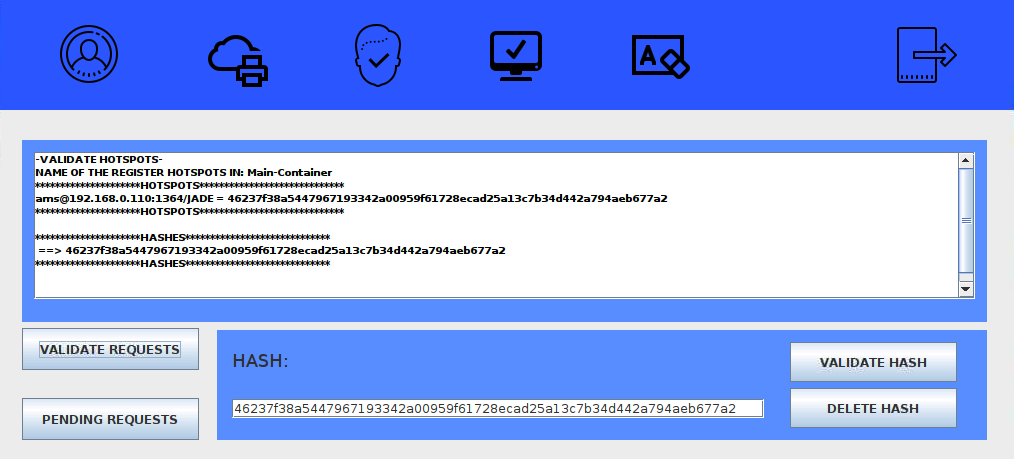 A
-VALIDATE HOTSPOTS-
NAME OF THE REGISTER HOTSPOTS IN: Main-Container
*********************HOTSPOTS*****************************
ams@192.168.0.110:1364/JADE = 46237f38a5447967193342a00959f61728ecad25a13c7b34d442a794aeb677a2
*********************HOTSPOTS*****************************
*********************HASHES*****************************
==> 46237f38a5447967193342a00959f61728ecad25a13c7b34d442a794aeb677a2
*********************HASHES*****************************
VALIDATE REQUESTS
PENDING REQUESTS
HASH:
46237f38a5447967193342a00959f61728ecad25a13c7b34d442a794aeb677a2
VALIDATE HASH
DELETE HASH